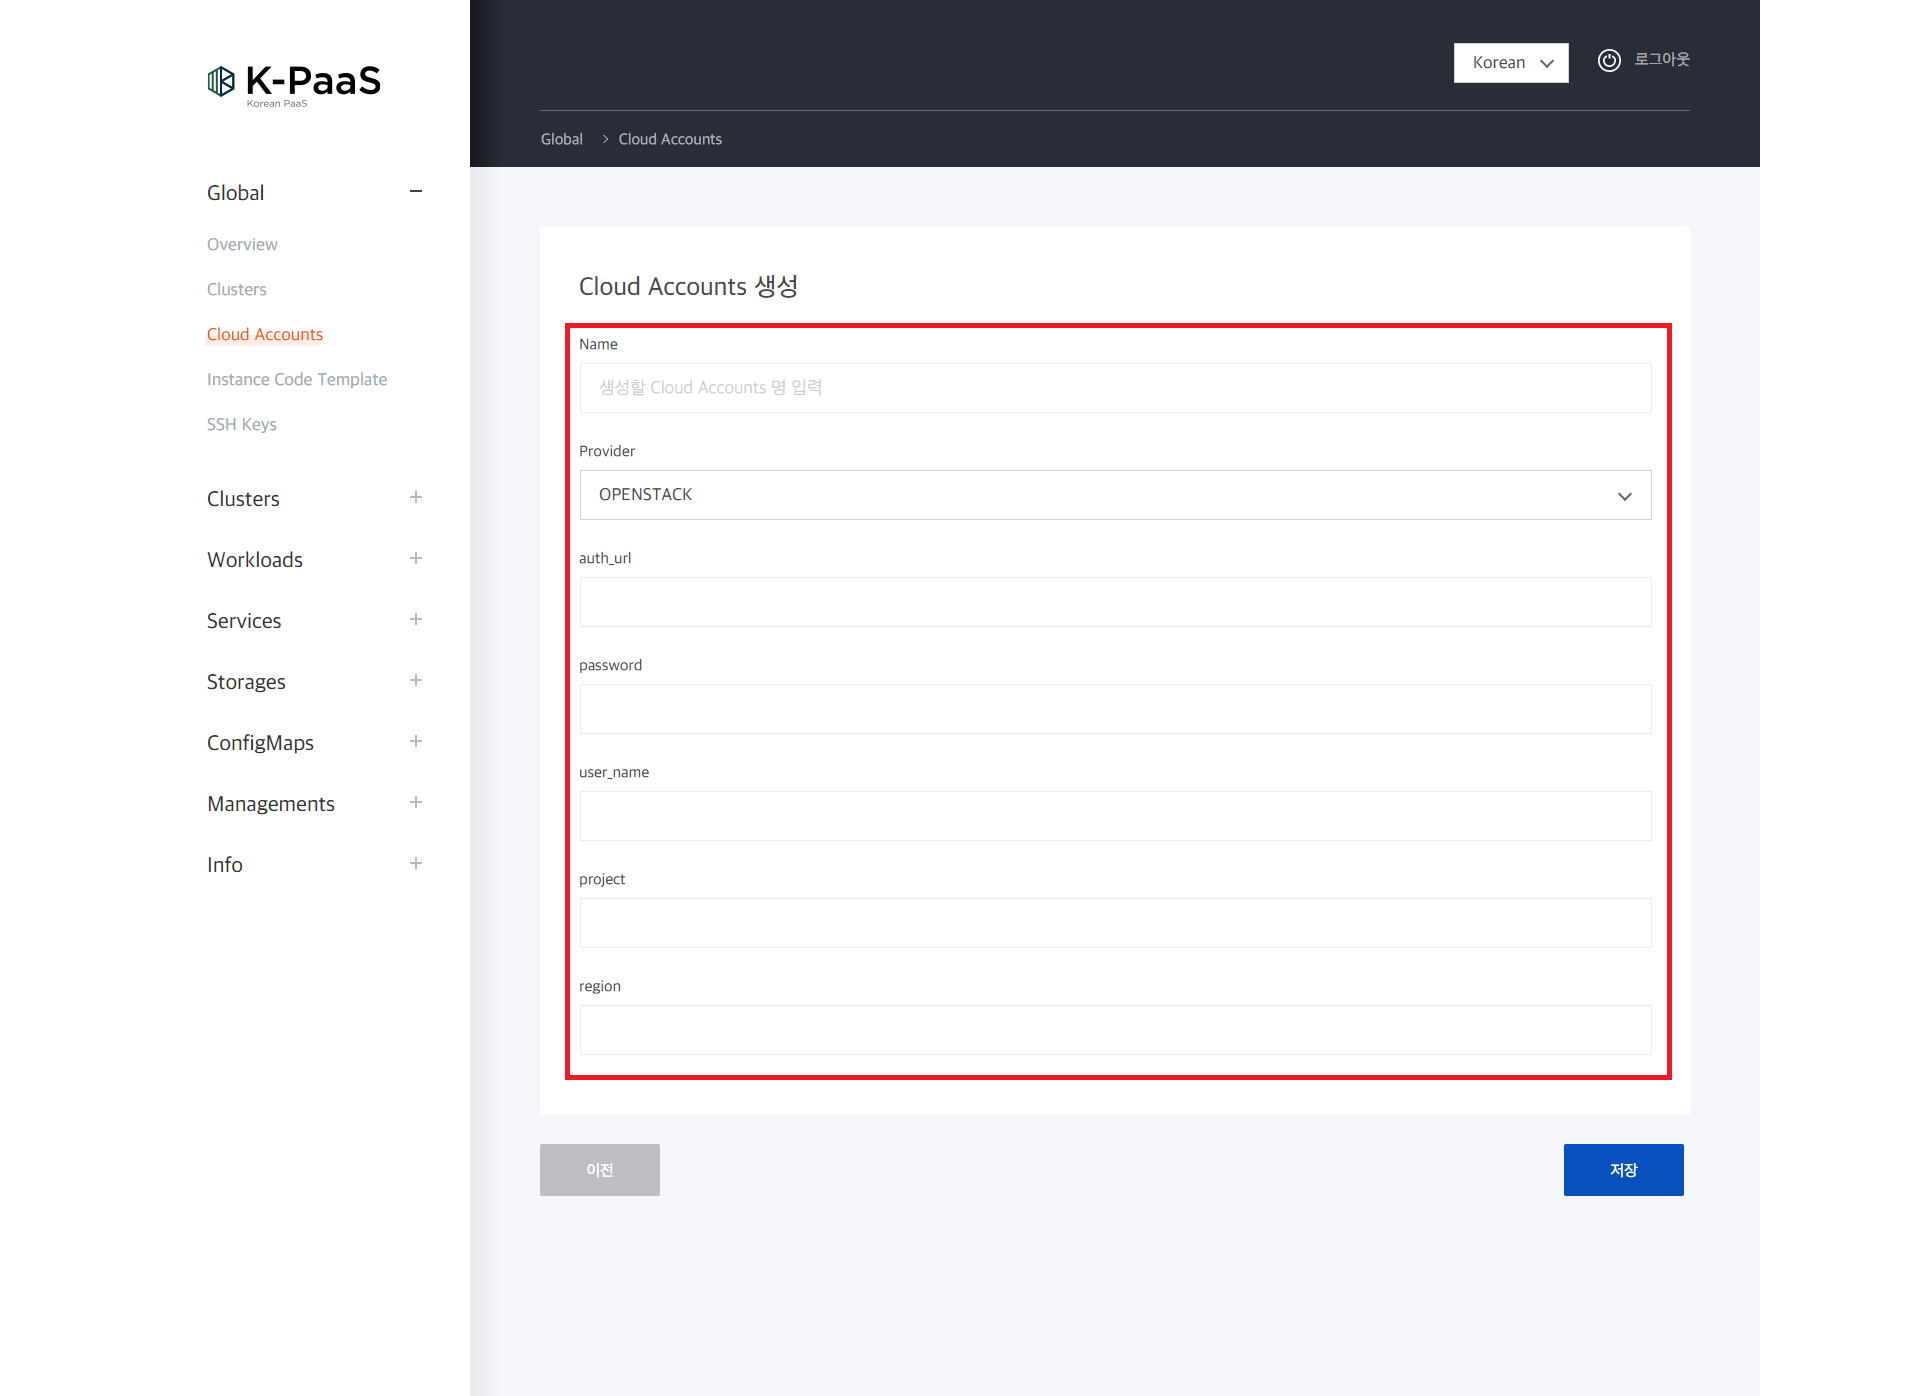 K-PaaS
Korean PaaS
Global
Overview
Clusters
Cloud Accounts
Instance Code Template
SSH Keys
Clusters
Workloads
Services
Storages
ConfigMaps
Managements
Info
Korean
로그아웃
Global > Cloud Accounts
Cloud Accounts 생성
Name
생성할 Cloud Accounts 명 입력
Provider
OPENSTACK
auth_url
password
user_name
project
region
이전
저장